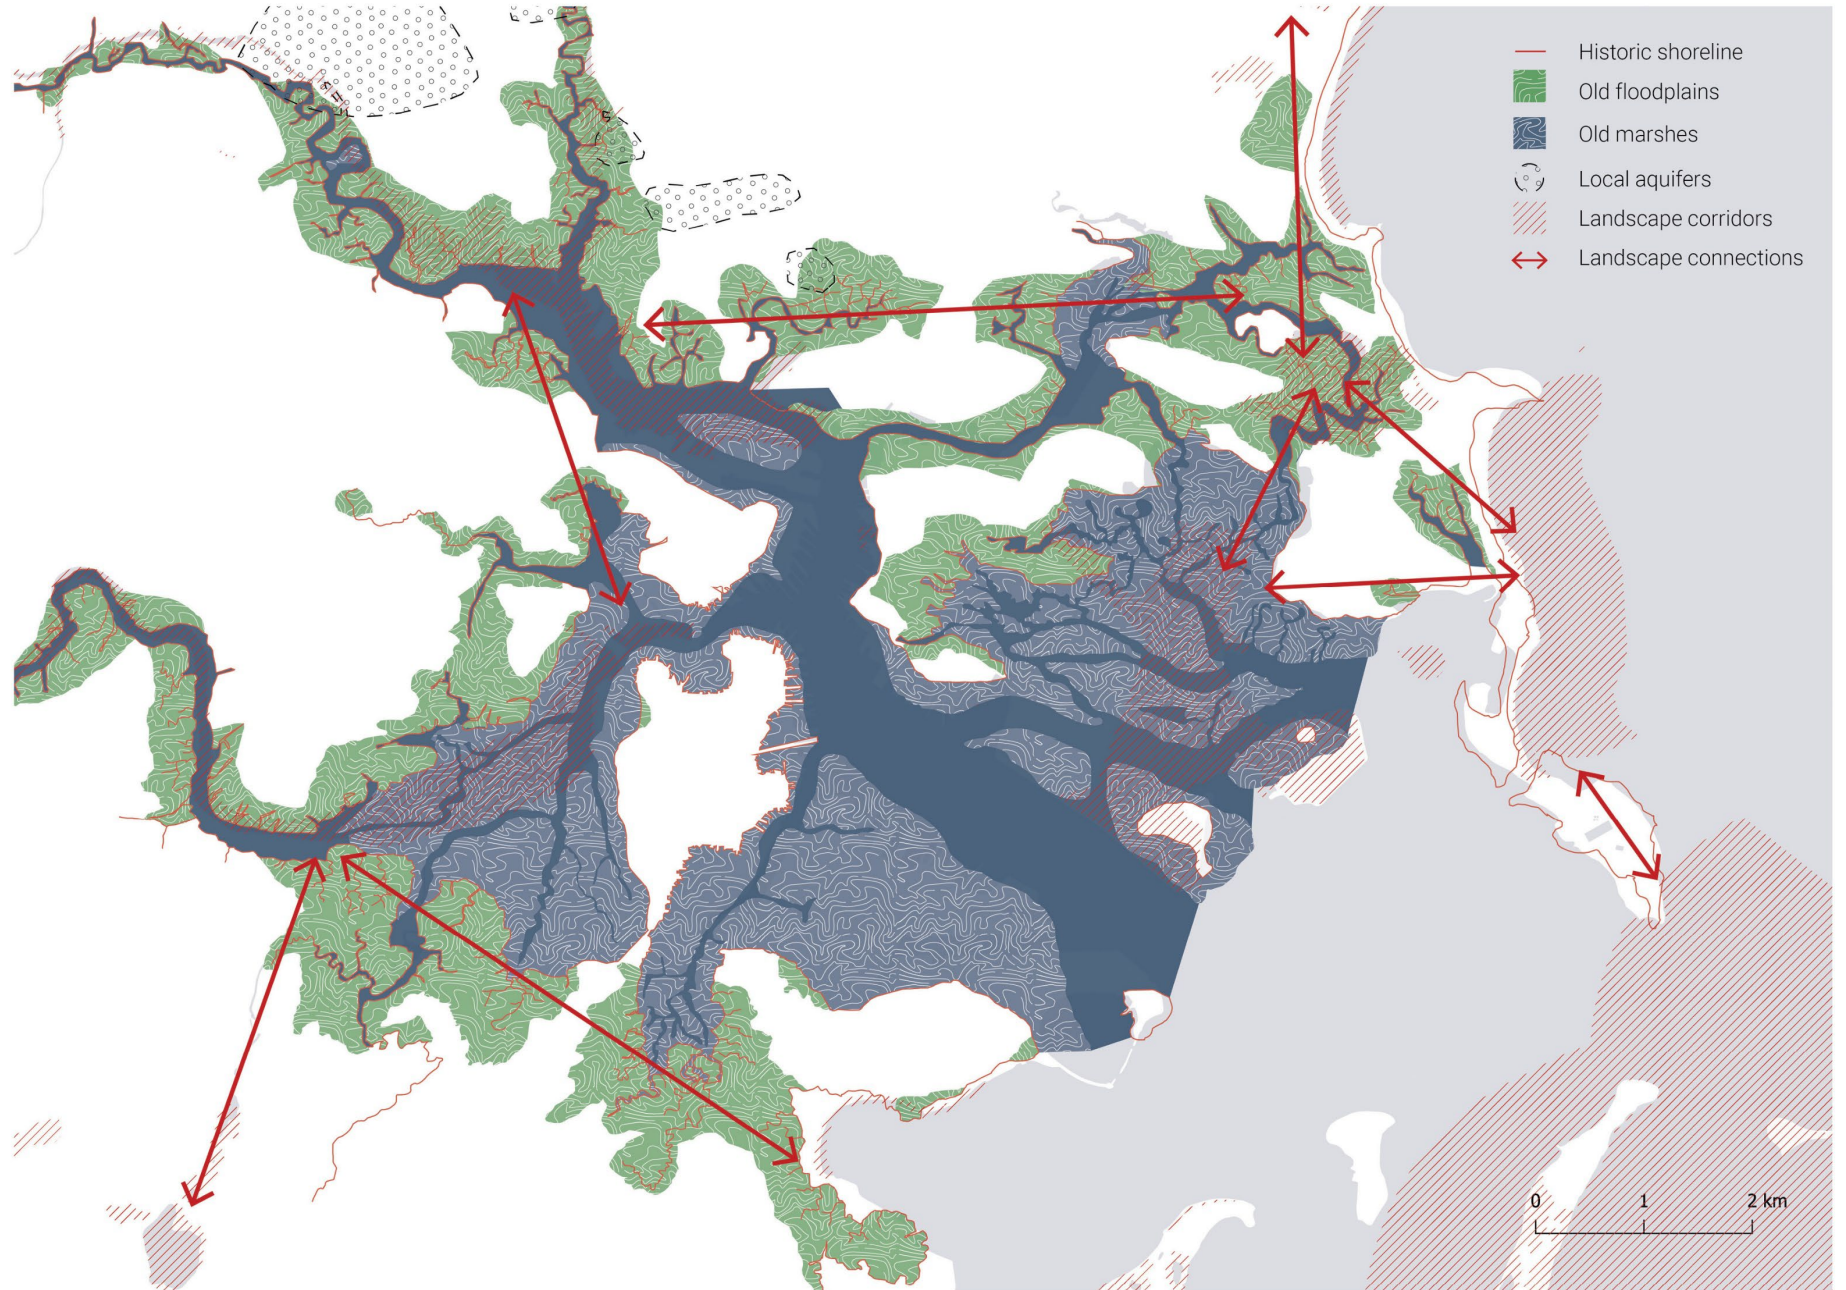 Historic shoreline
Old floodplains
Old marshes
Local aquifers
Landscape corridors
Landscape connections
0 1 2 km